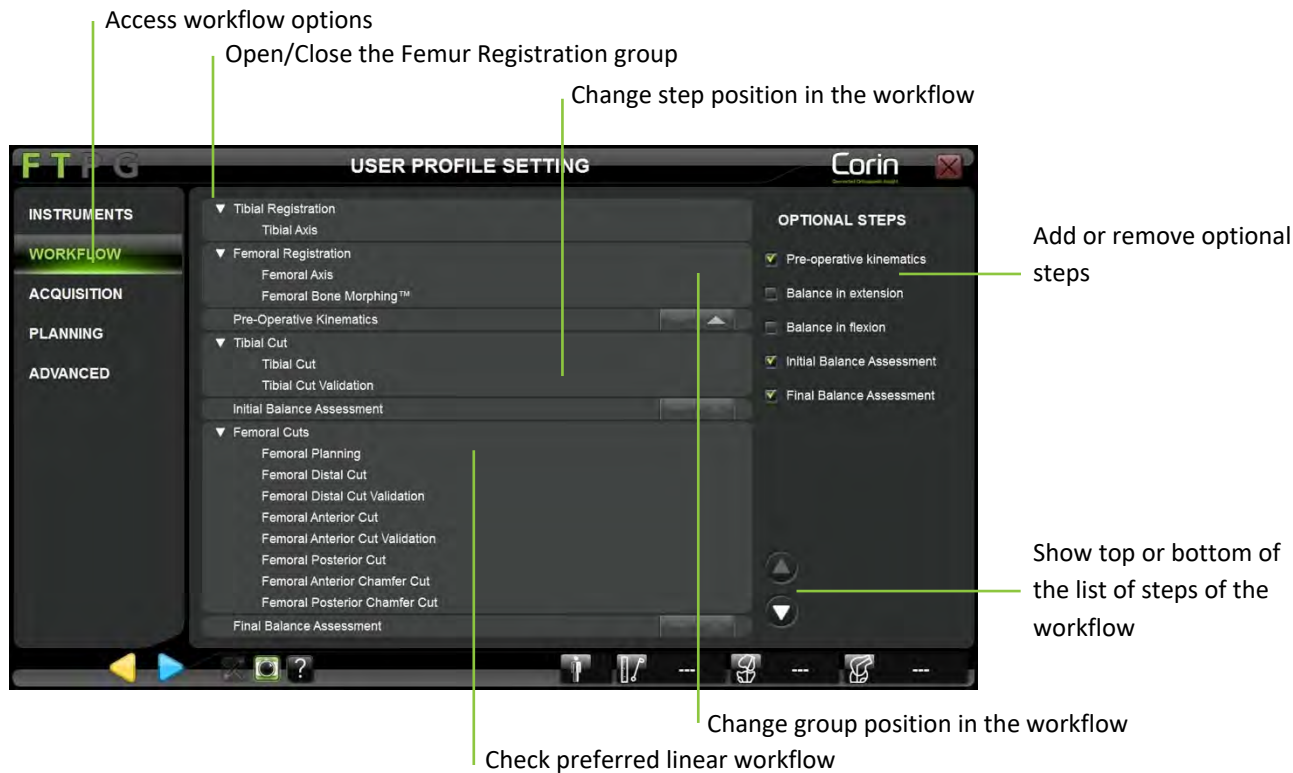 Access workflow options
Open/Close the Femur Registration group
Change step position in the workflow
F T P G
USER PROFILE SETTING
Corin
INSTRUMENTS
WORKFLOW
ACQUISITION
PLANNING
ADVANCED
▼ Tibial Registration
Tibial Axis
▼ Femoral Registration
Femoral Axis
Femoral Bone Morphing™
Pre-Operative Kinematics
▼ Tibial Cut
Tibial Cut
Tibial Cut Validation
Initial Balance Assessment
▼ Femoral Cuts
Femoral Planning
Femoral Distal Cut
Femoral Distal Cut Validation
Femoral Anterior Cut
Femoral Anterior Cut Validation
Femoral Posterior Cut
Femoral Anterior Chamfer Cut
Femoral Posterior Chamfer Cut
Final Balance Assessment
OPTIONAL STEPS
Pre-operative kinematics
Balance in extension
Balance in flexion
Initial Balance Assessment
Final Balance Assessment
Add or remove optional
steps
Show top or bottom of
the list of steps of the
workflow
?
---
---
---
Change group position in the workflow
Check preferred linear workflow